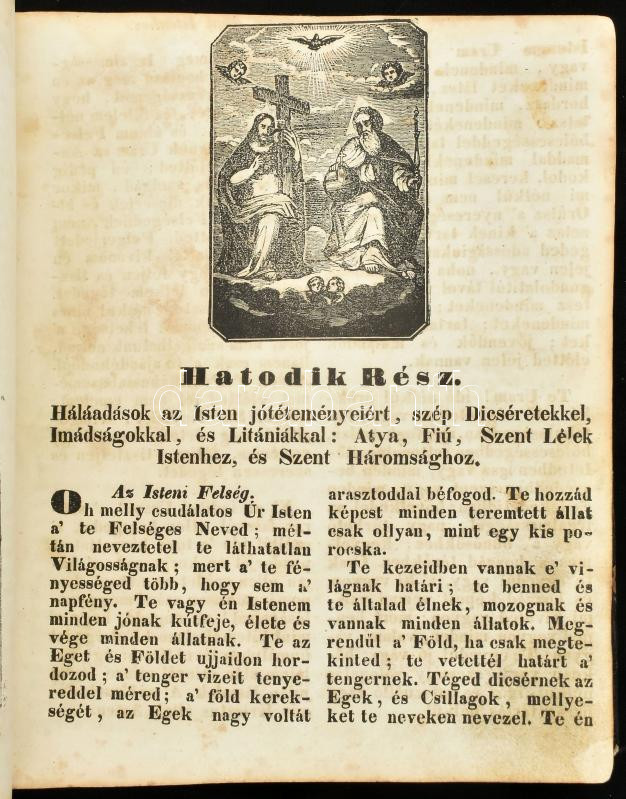 Hatodik Rész.
Háláadások az Isten jótéteményeiért, szép Dicséretekkel,
Imádságokkal, és Litániákkal: Atya, Fiú, Szent Lélek
Istenhez, és Szent Háromsághoz.
Az Isteni Felség.
Oh melly csudálatos Úr Isten
a' te Felséges Neved; mél-
tán neveztetel te láthatatlan
Világosságnak; mert a' te fé-
nyességed több, hogy sem a'
napfény. Te vagy én Istenem
minden jónak kútfeje, élete és
vége minden állatnak. Te az
Eget és Földet ujjaidon hor-
dozod; a' tenger vizeit tenye-
reddel méred; a' föld kerek-
ségét, az Egek nagy voltát
arasztoddal béfogod. Te hozzád
képest minden teremtett állat
csak ollyan, mint egy kis po-
rocska.
Te kezeidben vannak e' vi-
lágnak határi; te benned és
te általad élnek, mozognak és
vannak minden állatok. Meg-
rendűl a' Föld, ha csak megte-
kinted; te vetettél határt a'
tengernek. Téged dicsérnek az
Egek, és Csillagok, mellye-
ket te neveken nevezel. Te én
darabanth.com